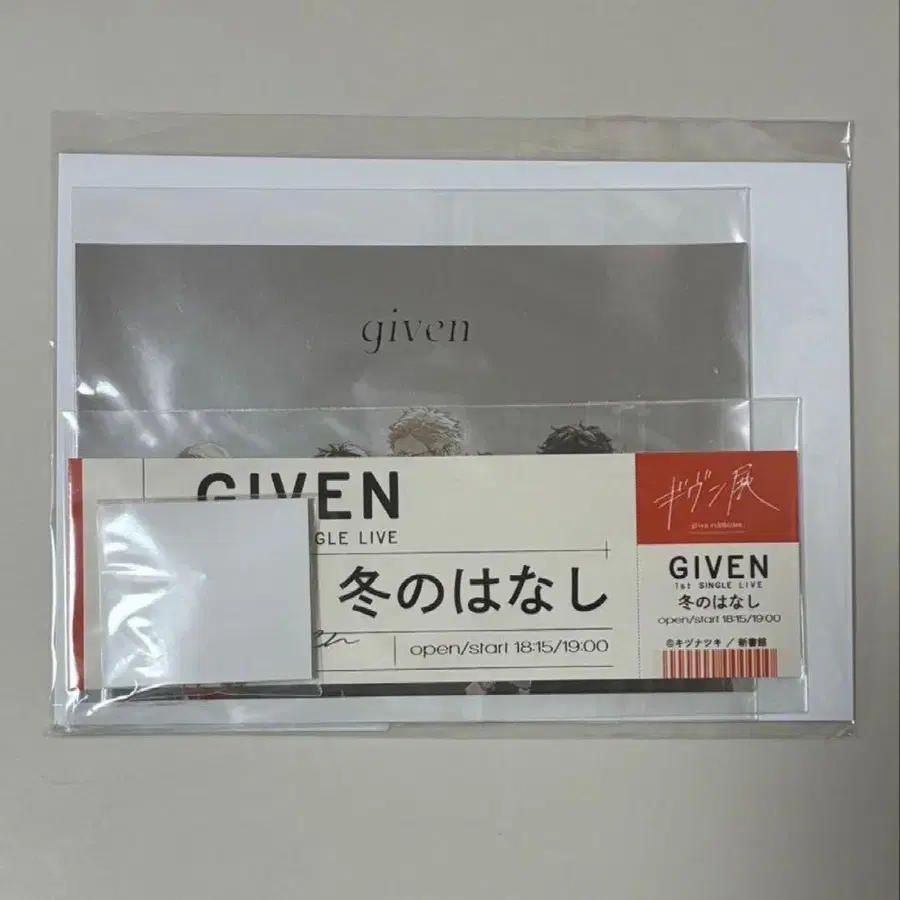 given
GIVEN
GLE LIVE
冬のはなし
open/start 18:15/19:00
ギヴン展
GIVEN
1st SINGLE LIVE
冬のはなし
open/start 18:15/19:00
©キヅナツキ / 新書館